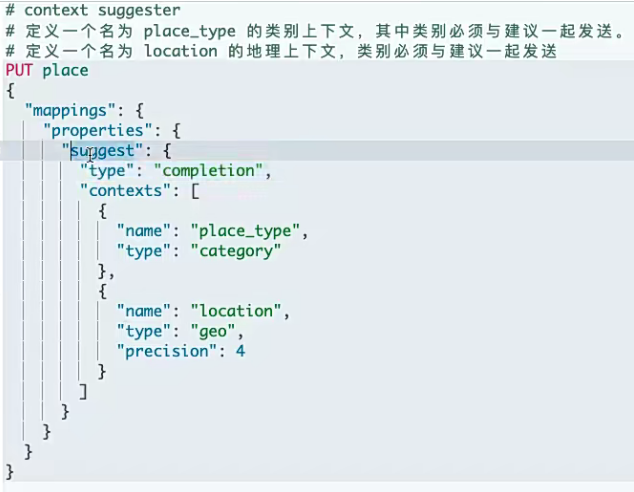 # context suggester
# 定义一个名为 place_type 的类别上下文，其中类别必须与建议一起发送。
# 定义一个名为 location 的地理上下文，类别必须与建议一起发送
PUT place
{
  "mappings": {
    "properties": {
      "suggest": {
        "type": "completion",
        "contexts": [
          {
            "name": "place_type",
            "type": "category"
          },
          {
            "name": "location",
            "type": "geo",
            "precision": 4
          }
        ]
      }
    }
  }
}